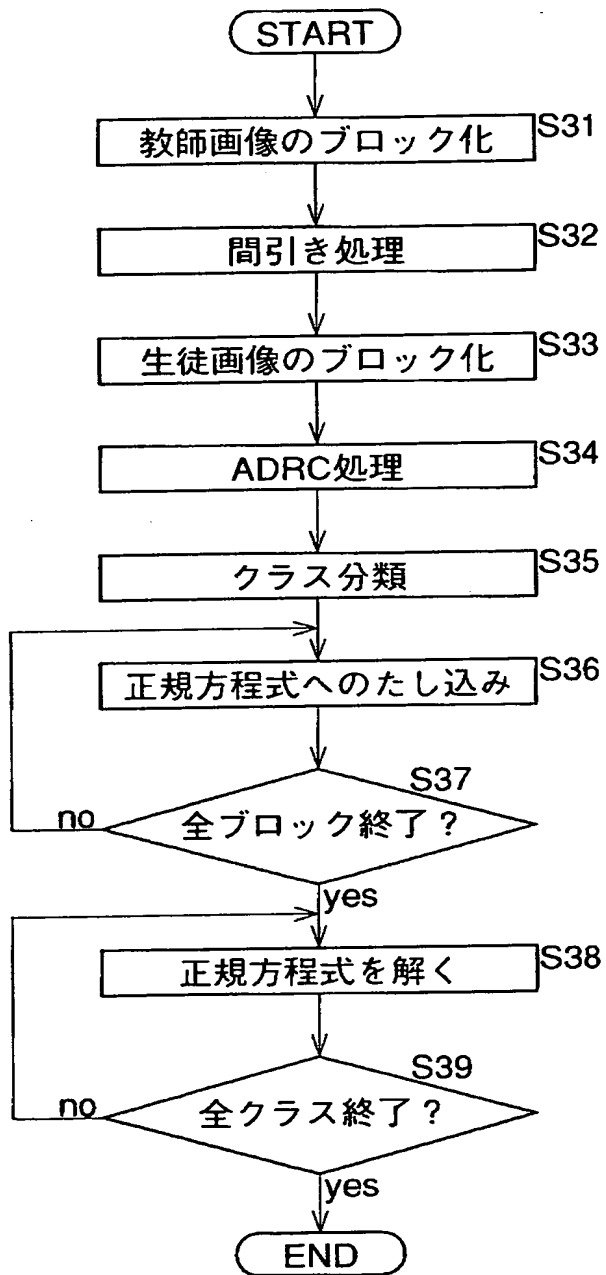 START
教師画像のブロック化 S31
間引き処理 S32
生徒画像のブロック化 S33
ADRC処理 S34
クラス分類 S35
正規方程式へのたし込み S36
S37
全ブロック終了?
no
yes
正規方程式を解く S38
S39
全クラス終了?
no
yes
END